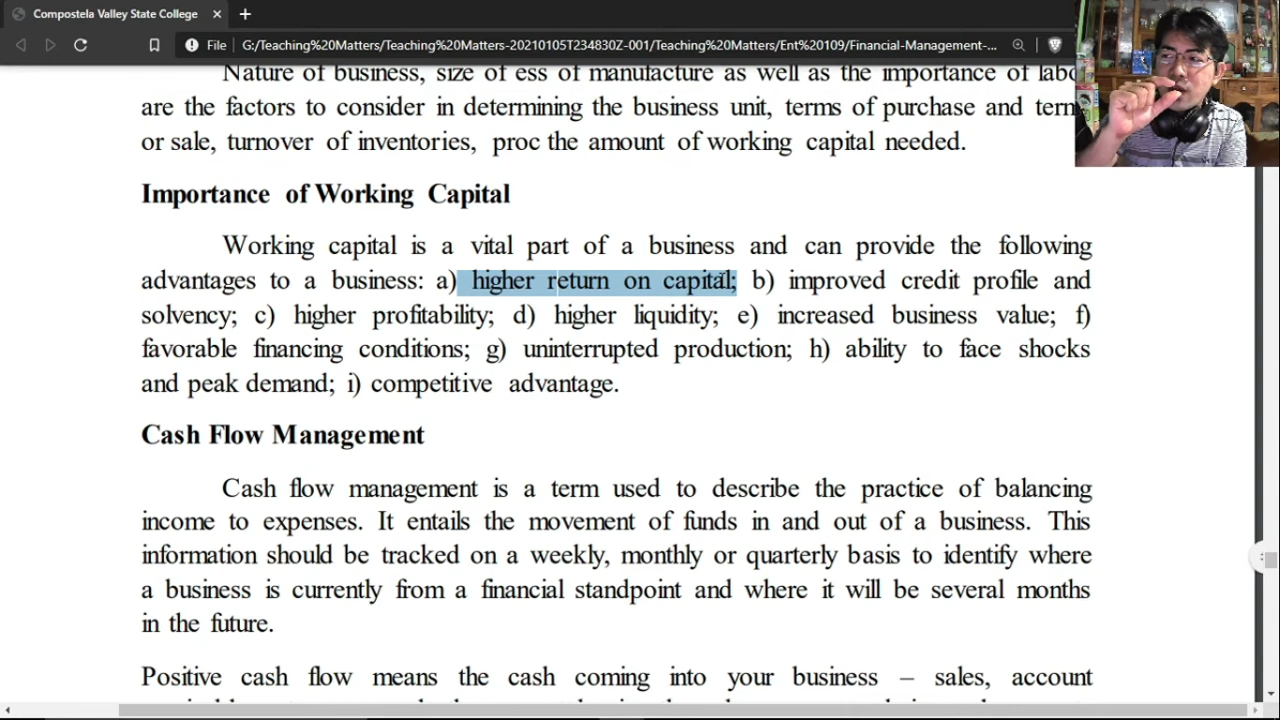 Compostela Valley State College
File G:/Teaching%20Matters/Teaching%20Matters-20210105T234830Z-001/Teaching%20Matters/Ent%20109/Financial-Management-...
Nature of business, size of ess of manufacture as well as the importance of labo
are the factors to consider in determining the business unit, terms of purchase and term
or sale, turnover of inventories, proc the amount of working capital needed.
Importance of Working Capital
Working capital is a vital part of a business and can provide the following
advantages to a business: a) higher return on capital; b) improved credit profile and
solvency; c) higher profitability; d) higher liquidity; e) increased business value; f)
favorable financing conditions; g) uninterrupted production; h) ability to face shocks
and peak demand; i) competitive advantage.
Cash Flow Management
Cash flow management is a term used to describe the practice of balancing
income to expenses. It entails the movement of funds in and out of a business. This
information should be tracked on a weekly, monthly or quarterly basis to identify where
a business is currently from a financial standpoint and where it will be several months
in the future.
Positive cash flow means the cash coming into your business – sales, account